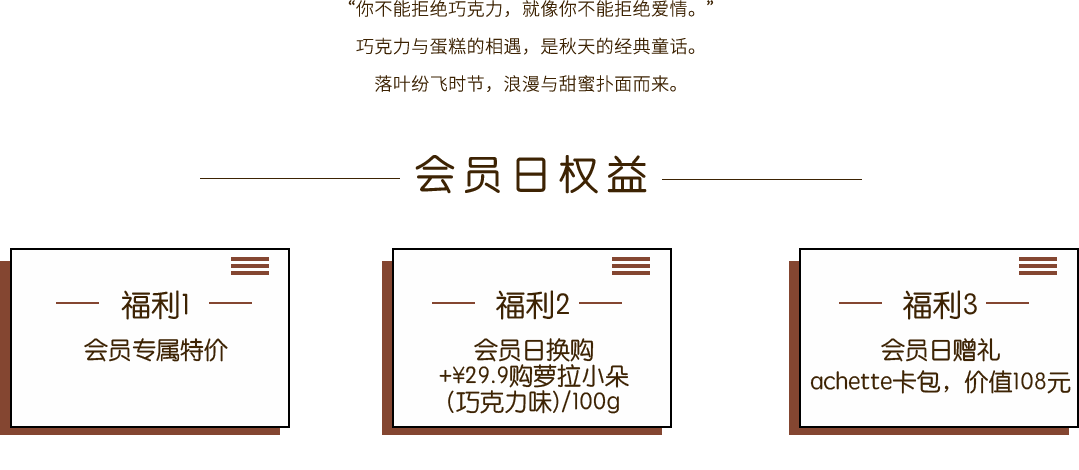 “你不能拒绝巧克力，就像你不能拒绝爱情。”
巧克力与蛋糕的相遇，是秋天的经典童话。
落叶纷飞时节，浪漫与甜蜜扑面而来。
会员日权益
福利1
会员专属特价
福利2
会员日换购
+¥29.9购萝拉小朵
(巧克力味)/100g
福利3
会员日赠礼
achette卡包，价值108元